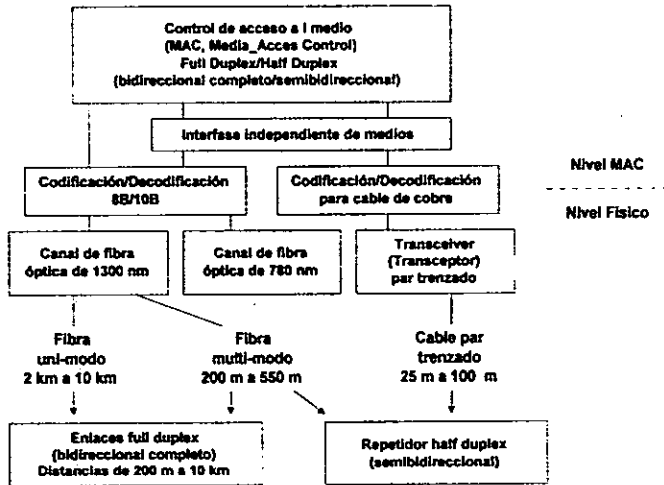 Control de acceso a l medio
(MAC, Media_Acces Control)
Full Duplex/Half Duplex
(bidireccional completo/semibidireccional)
Interfase independiente de medios
Nivel MAC
Codificación/Decodificación
8B/10B
Codificación/Decodificación
para cable de cobre
Nivel Físico
Canal de fibra
óptica de 1300 nm
Canal de fibra
óptica de 780 nm
Transceiver
(Transceptor)
par trenzado
Fibra
uni-modo
2 km a 10 km
Fibra
multi-modo
200 m a 550 m
Cable par
trenzado
25 m a 100 m
Enlaces full duplex
(bidireccional completo)
Distancias de 200 m a 10 km
Repetidor half duplex
(semibidireccional)